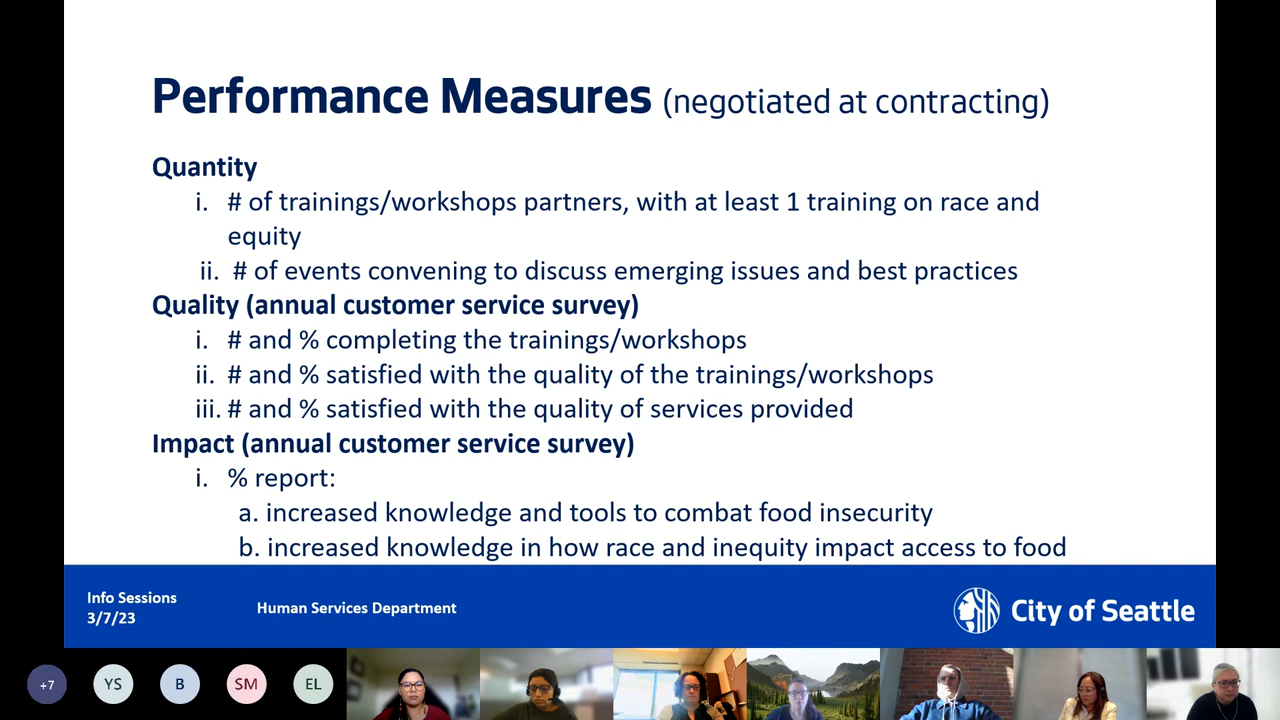 Performance Measures (negotiated at contracting)
Quantity
i. # of trainings/workshops partners, with at least 1 training on race and
equity
ii. # of events convening to discuss emerging issues and best practices
Quality (annual customer service survey)
i. # and % completing the trainings/workshops
ii. # and % satisfied with the quality of the trainings/workshops
iii. # and % satisfied with the quality of services provided
Impact (annual customer service survey)
i. % report:
a. increased knowledge and tools to combat food insecurity
b. increased knowledge in how race and inequity impact access to food
Info Sessions
3/7/23
Human Services Department
City of Seattle
+7 YS B SM EL